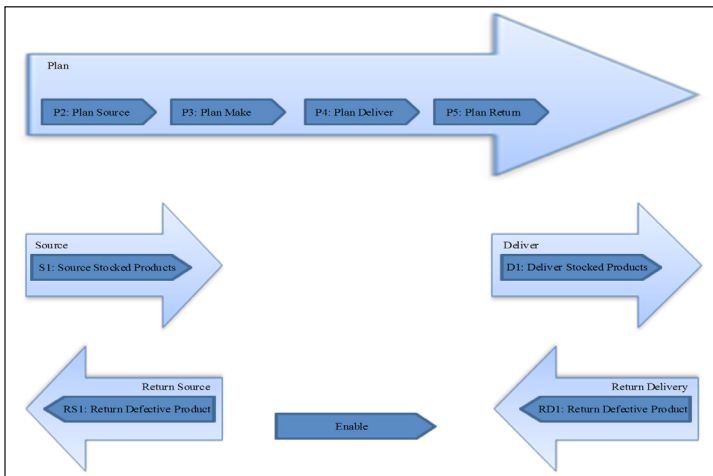 Plan
P2: Plan Source
P3: Plan Make
P4: Plan Deliver
P5: Plan Return
Source
S1: Source Stocked Products
Deliver
D1: Deliver Stocked Products
Return Source
RS1: Return Defective Product
Enable
Return Delivery
RD1: Return Defective Product